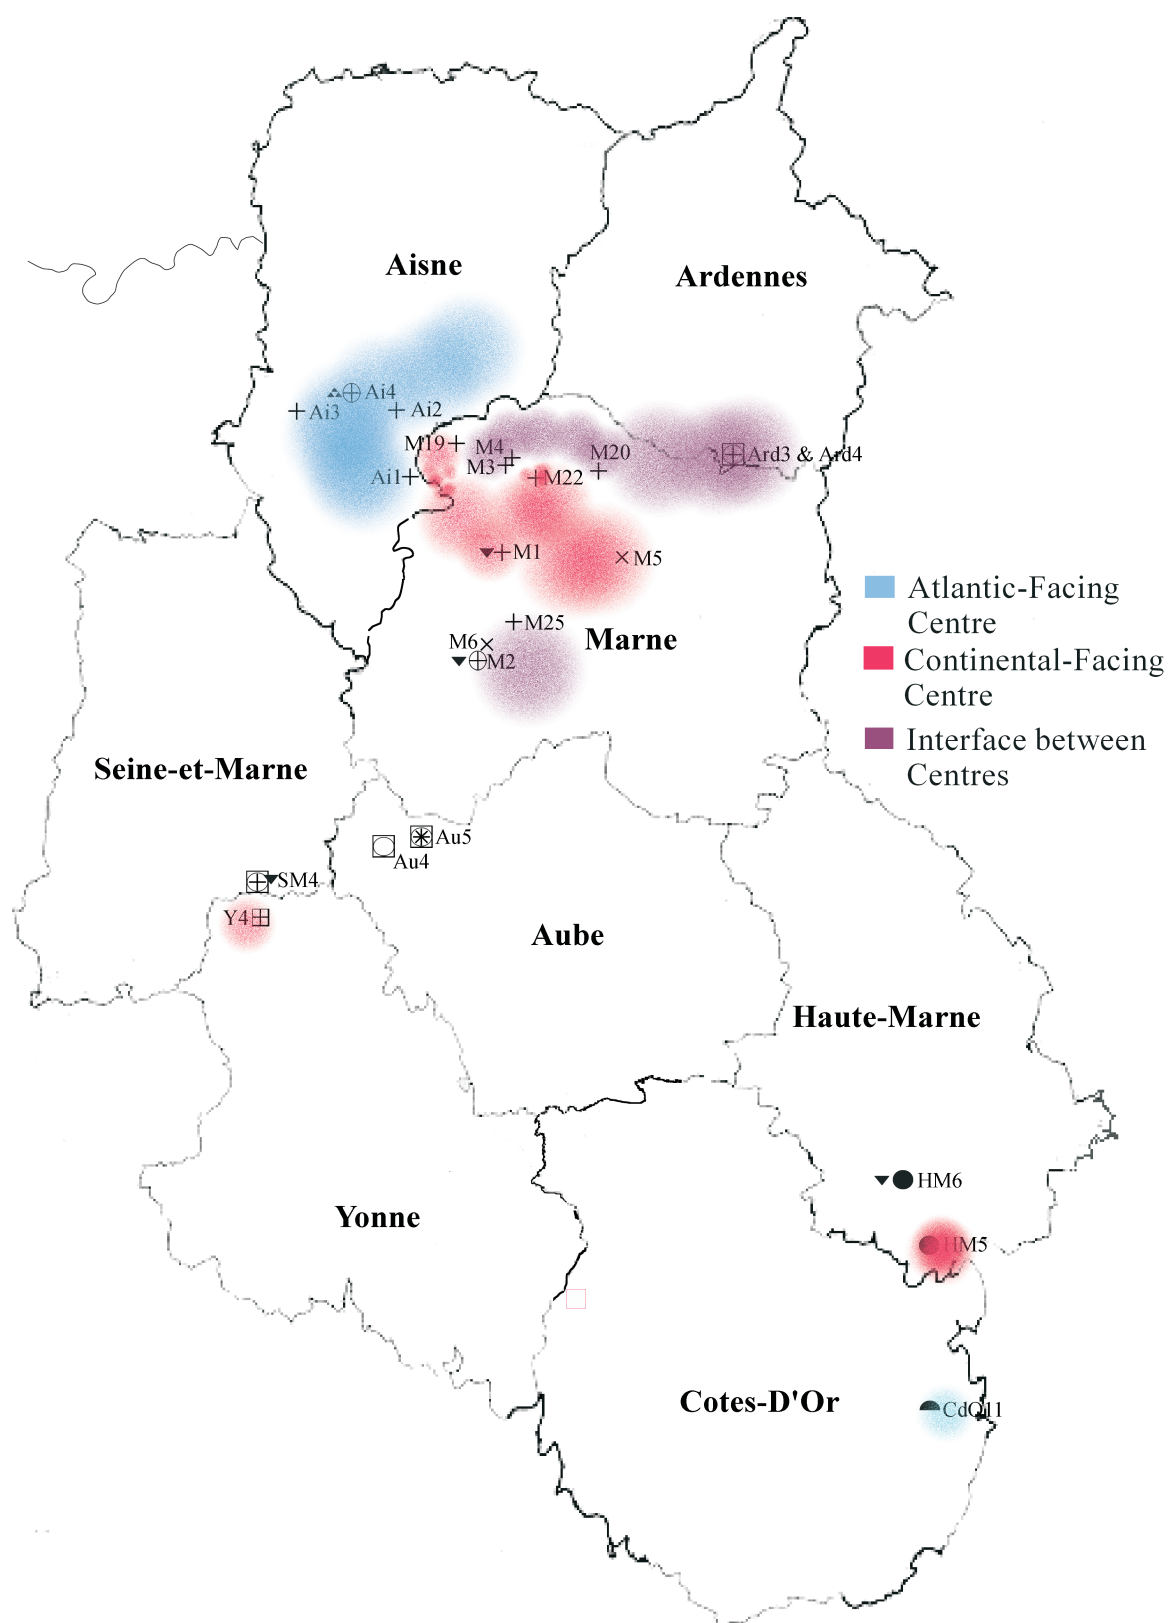 Aisne
Ardennes
Ai4
Ai3
Ai2
M19
M4
M3
M20
Ard3 & Ard4
Ai1
M22
M1
M5
M25
M6
M2
Marne
Atlantic-Facing
Centre
Continental-Facing
Centre
Interface between
Centres
Seine-et-Marne
Au5
Au4
SM4
Y4
Aube
Haute-Marne
HM6
Yonne
HM5
Cotes-D'Or
CdO11